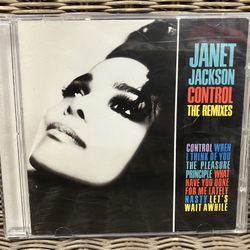 JANET
JACKSON
CONTROL
THE REMIXES
CONTROL WHEN
I THINK OF YOU
THE PLEASURE
PRINCIPLE WHAT
HAVE YOU DONE
FOR ME LATELY
NASTY LET'S
WAIT AWHILE